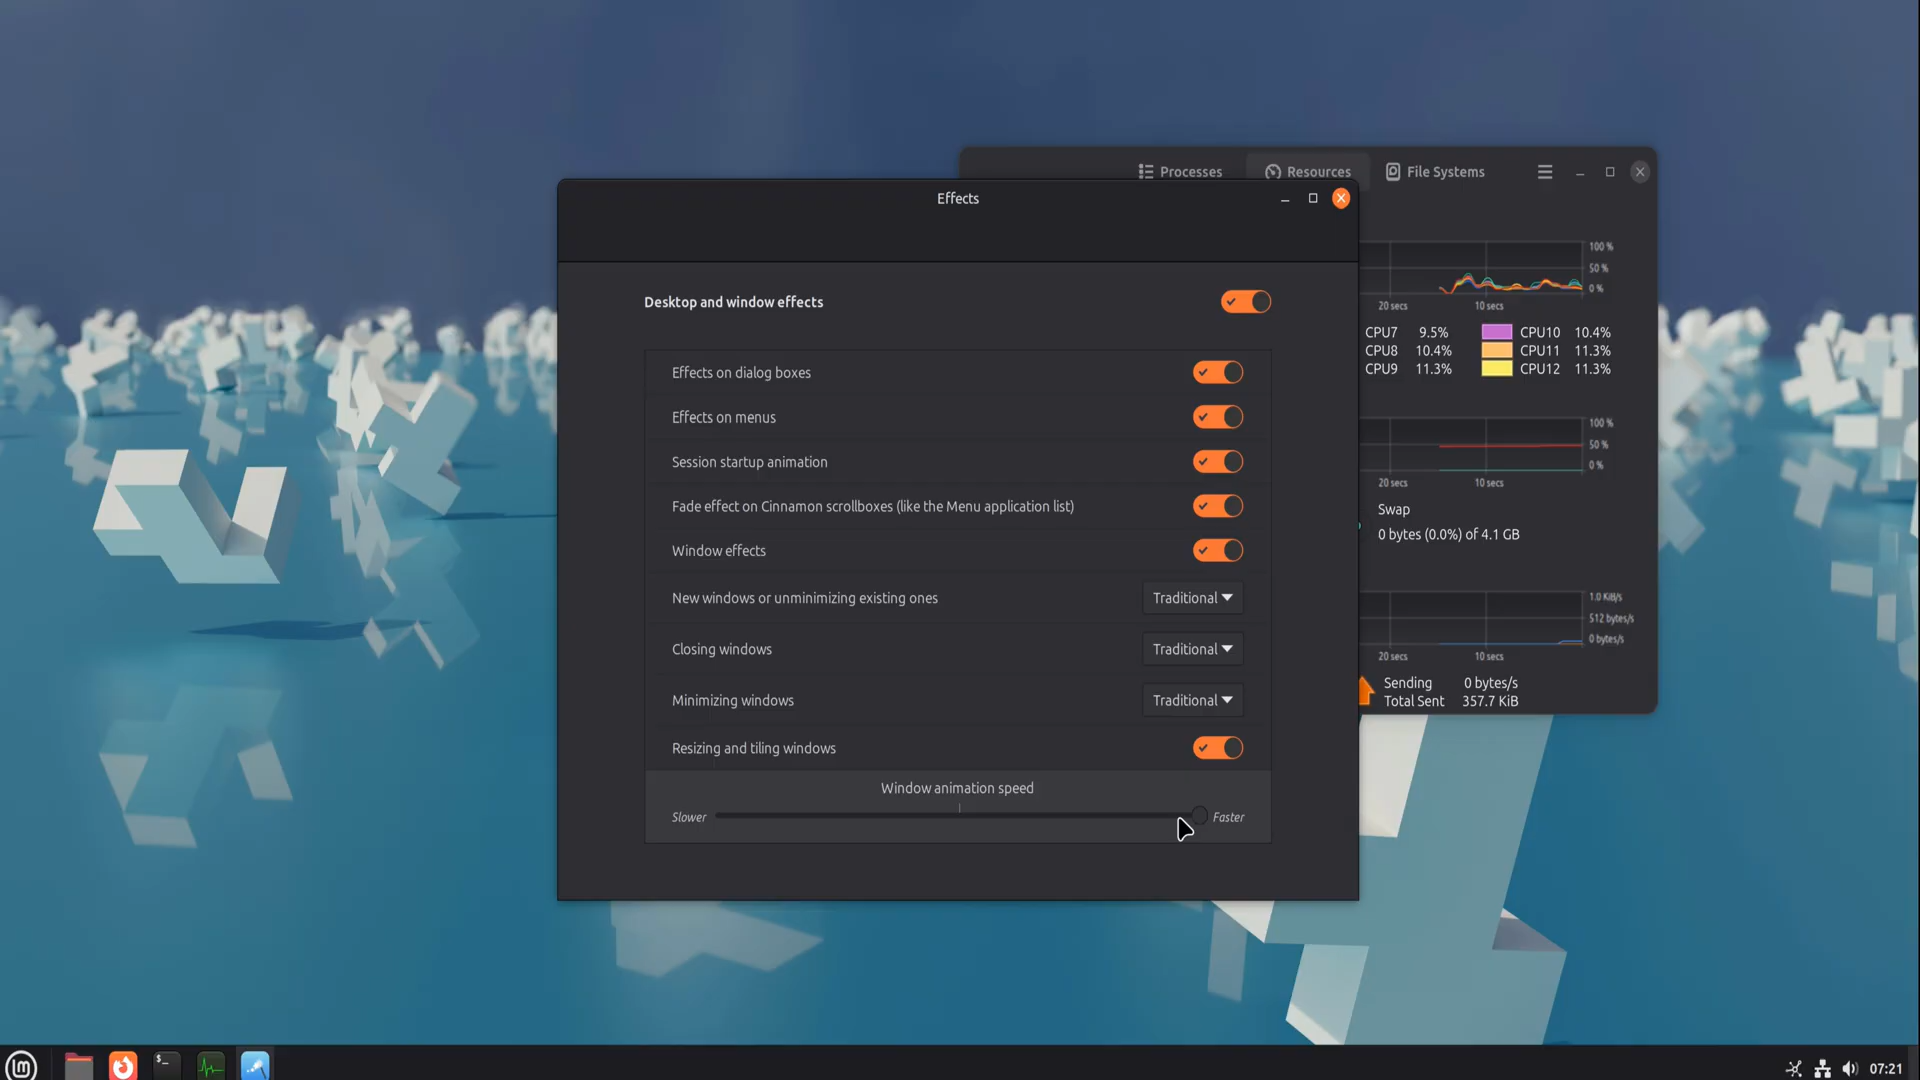 Processes Resources File Systems
Effects
Desktop and window effects
Effects on dialog boxes
Effects on menus
Session startup animation
Fade effect on Cinnamon scrollboxes (like the Menu application list)
Window effects
New windows or unminimizing existing ones Traditional
Closing windows Traditional
Minimizing windows Traditional
Resizing and tiling windows
Window animation speed
Slower Faster
100 %
50 %
0 %
20 secs 10 secs
CPU7 9.5% CPU10 10.4%
CPU8 10.4% CPU11 11.3%
CPU9 11.3% CPU12 11.3%
100 %
50 %
0 %
20 secs 10 secs
Swap
0 bytes (0.0%) of 4.1 GB
1.0 KiB/s
512 bytes/s
0 bytes/s
20 secs 10 secs
Sending 0 bytes/s
Total Sent 357.7 KiB
07:21